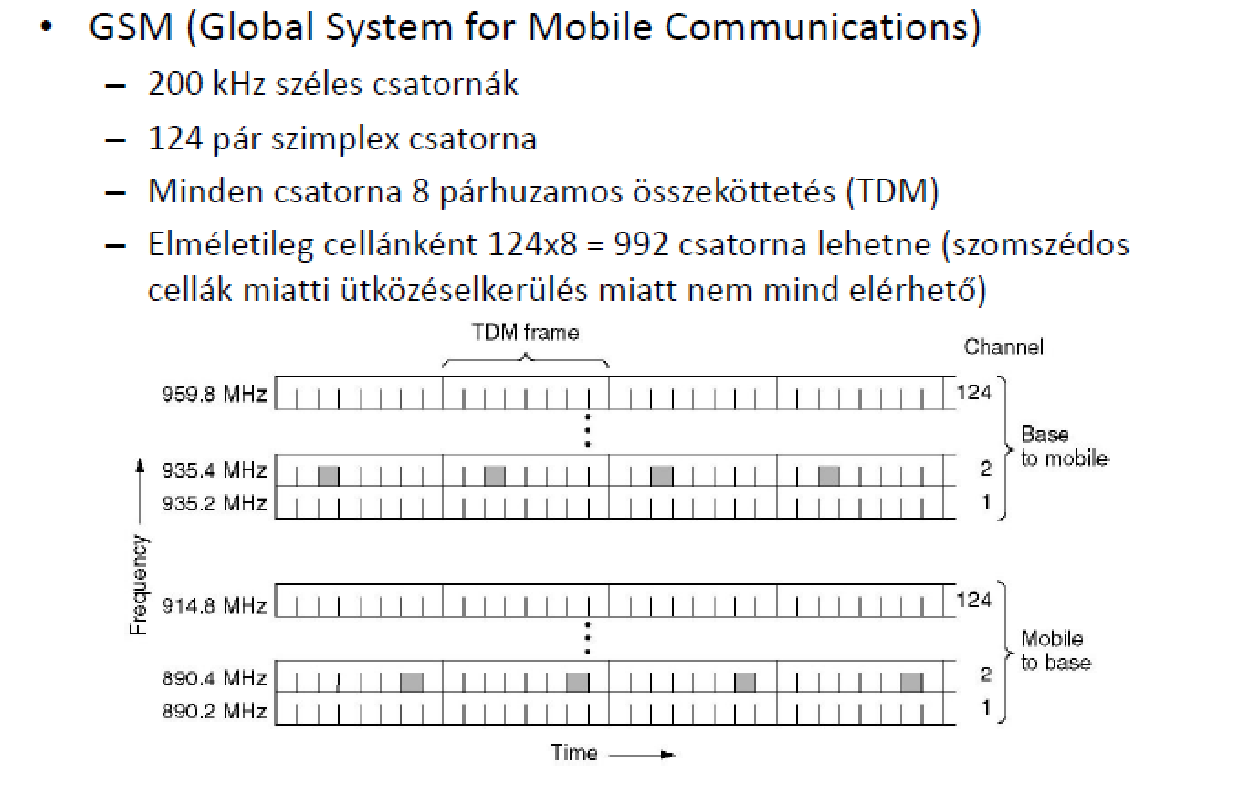 • GSM (Global System for Mobile Communications)
– 200 kHz széles csatornák
– 124 pár szimplex csatorna
– Minden csatorna 8 párhuzamos összeköttetés (TDM)
– Elméletileg cellánként 124x8 = 992 csatorna lehetne (szomszédos
cellák miatti ütközéselkerülés miatt nem mind elérhető)
TDM frame
Channel
959.8 MHz
124
Base
to mobile
935.4 MHz
2
935.2 MHz
1
Frequency
914.8 MHz
124
Mobile
to base
890.4 MHz
2
890.2 MHz
1
Time